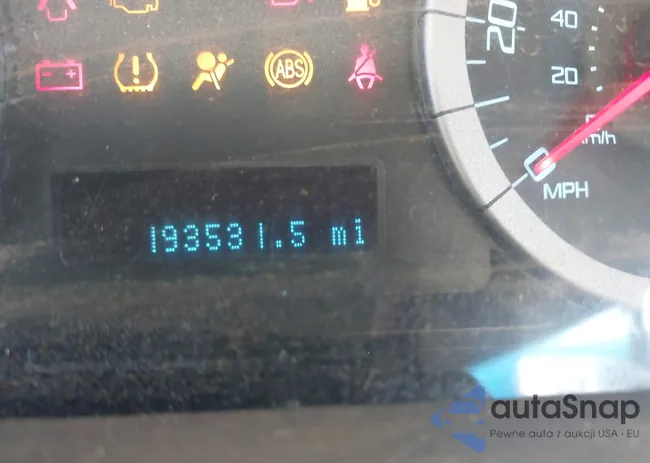 20
40
20
ABS
0
km/h
MPH
193531.5 mi
autaSnap
Pewne auta z aukcji USA i EU